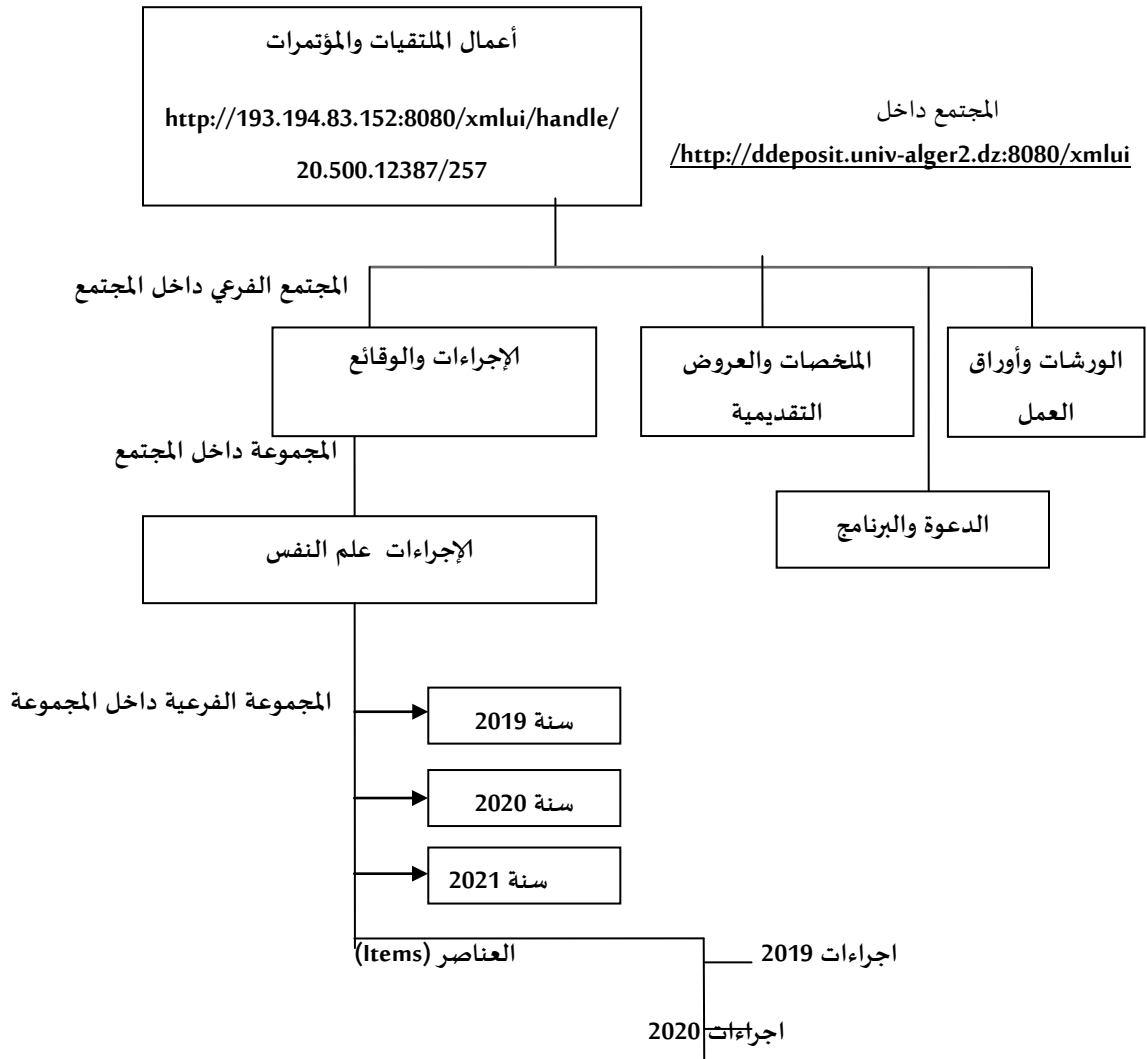 أعمال الملتقيات والمؤتمرات
http://193.194.83.152:8080/xmlui/handle/
20.500.12387/257
المجتمع داخل
/http://ddeposit.univ-alger2.dz:8080/xmlui
المجتمع الفرعي داخل المجتمع
الورشات وأوراق
العمل
الملخصات والعروض
التقديمية
الإجراءات والوقائع
المجموعة داخل المجتمع
الدعوة والبرنامج
الإجراءات علم النفس
المجموعة الفرعية داخل المجموعة
سنة 2019
سنة 2020
سنة 2021
العناصر (Items)
اجراءات 2019
اجراءات 2020